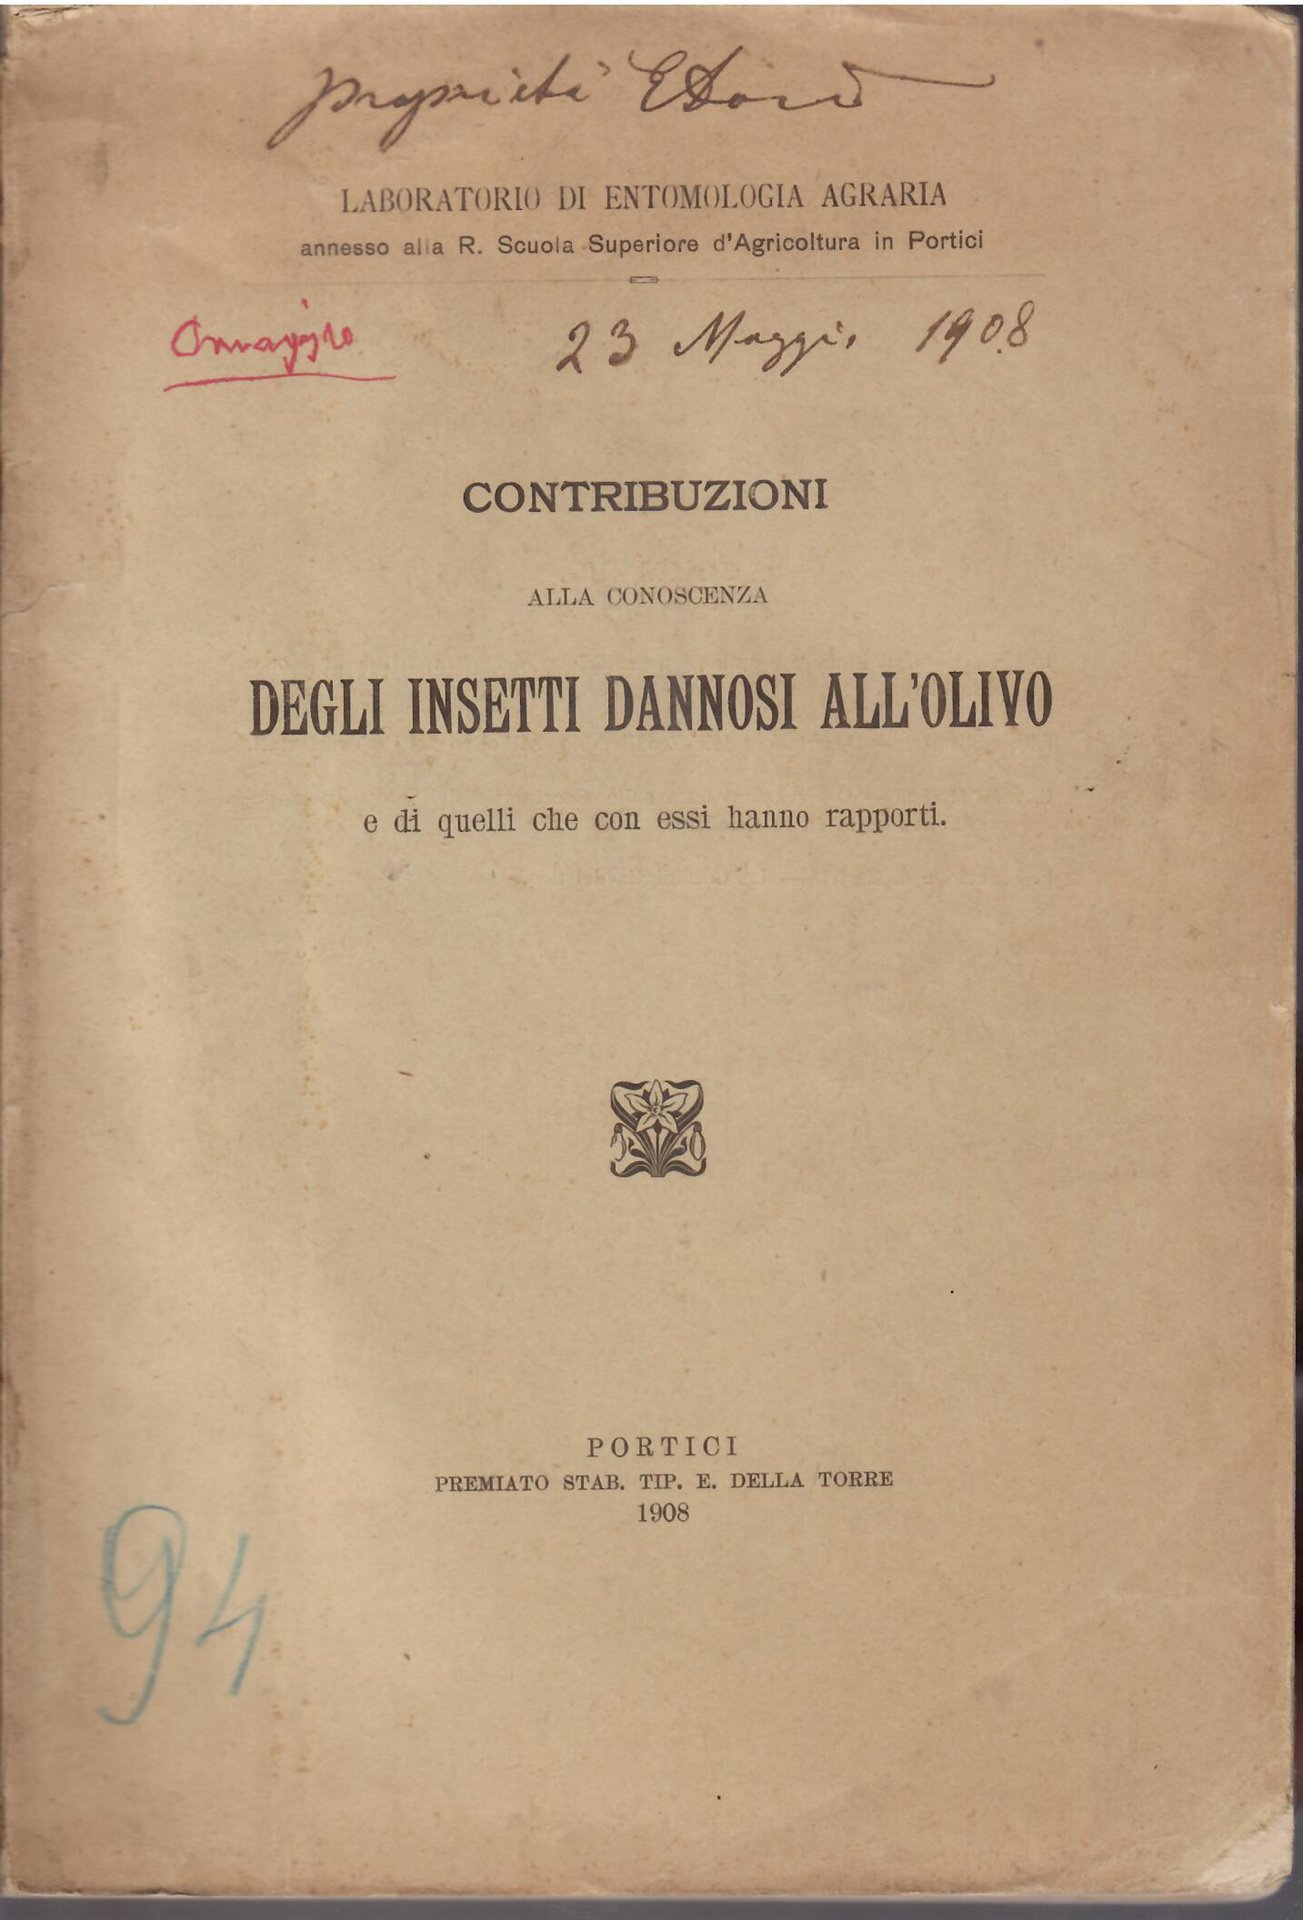 proprietà
LABORATORIO DI ENTOMOLOGIA AGRARIA
annesso alla R. Scuola Superiore d'Agricoltura in Portici
Omaggio
23 Maggio 1908
CONTRIBUZIONI
ALLA CONOSCENZA
DEGLI INSETTI DANNOSI ALL'OLIVO
e di quelli che con essi hanno rapporti.
PORTICI
PREMIATO STAB. TIP. E. DELLA TORRE
1908
94